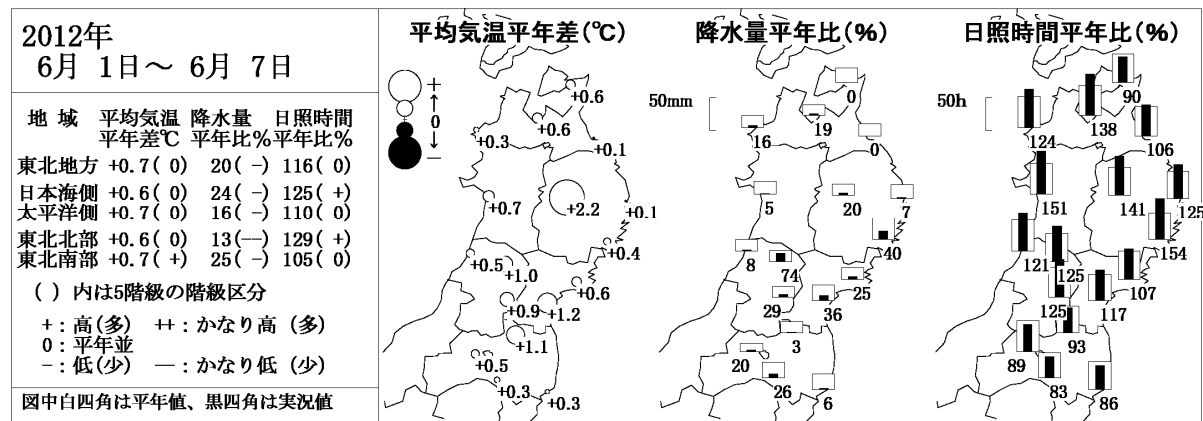 2012年
6月 1日～ 6月 7日
地 域 平均気温 降水量 日照時間
平年差℃ 平年比% 平年比%
東北地方 +0.7( 0) 20( -) 116( 0)
日本海側 +0.6( 0) 24( -) 125( +)
太平洋側 +0.7( 0) 16( -) 110( 0)
東北北部 +0.6( 0) 13(--) 129( +)
東北南部 +0.7( +) 25( -) 105( 0)
( ) 内は5階級の階級区分
+：高(多) ++：かなり高 (多)
0：平年並
-：低(少) --：かなり低 (少)
図中白四角は平年値、黒四角は実況値
平均気温平年差(℃)
+
↑
0
↓
-
+0.6
+0.6
+0.3
+0.1
+2.2
+0.7
+0.1
+0.4
+0.5
+1.0
+0.6
+0.9
+1.2
+1.1
+0.5
+0.3
+0.3
降水量平年比(%)
50mm
0
19
16
0
5
20
7
40
8
74
25
29
36
3
20
26
6
日照時間平年比(%)
50h
90
138
124
106
151
141
125
154
121
125
107
125
117
93
89
83
86